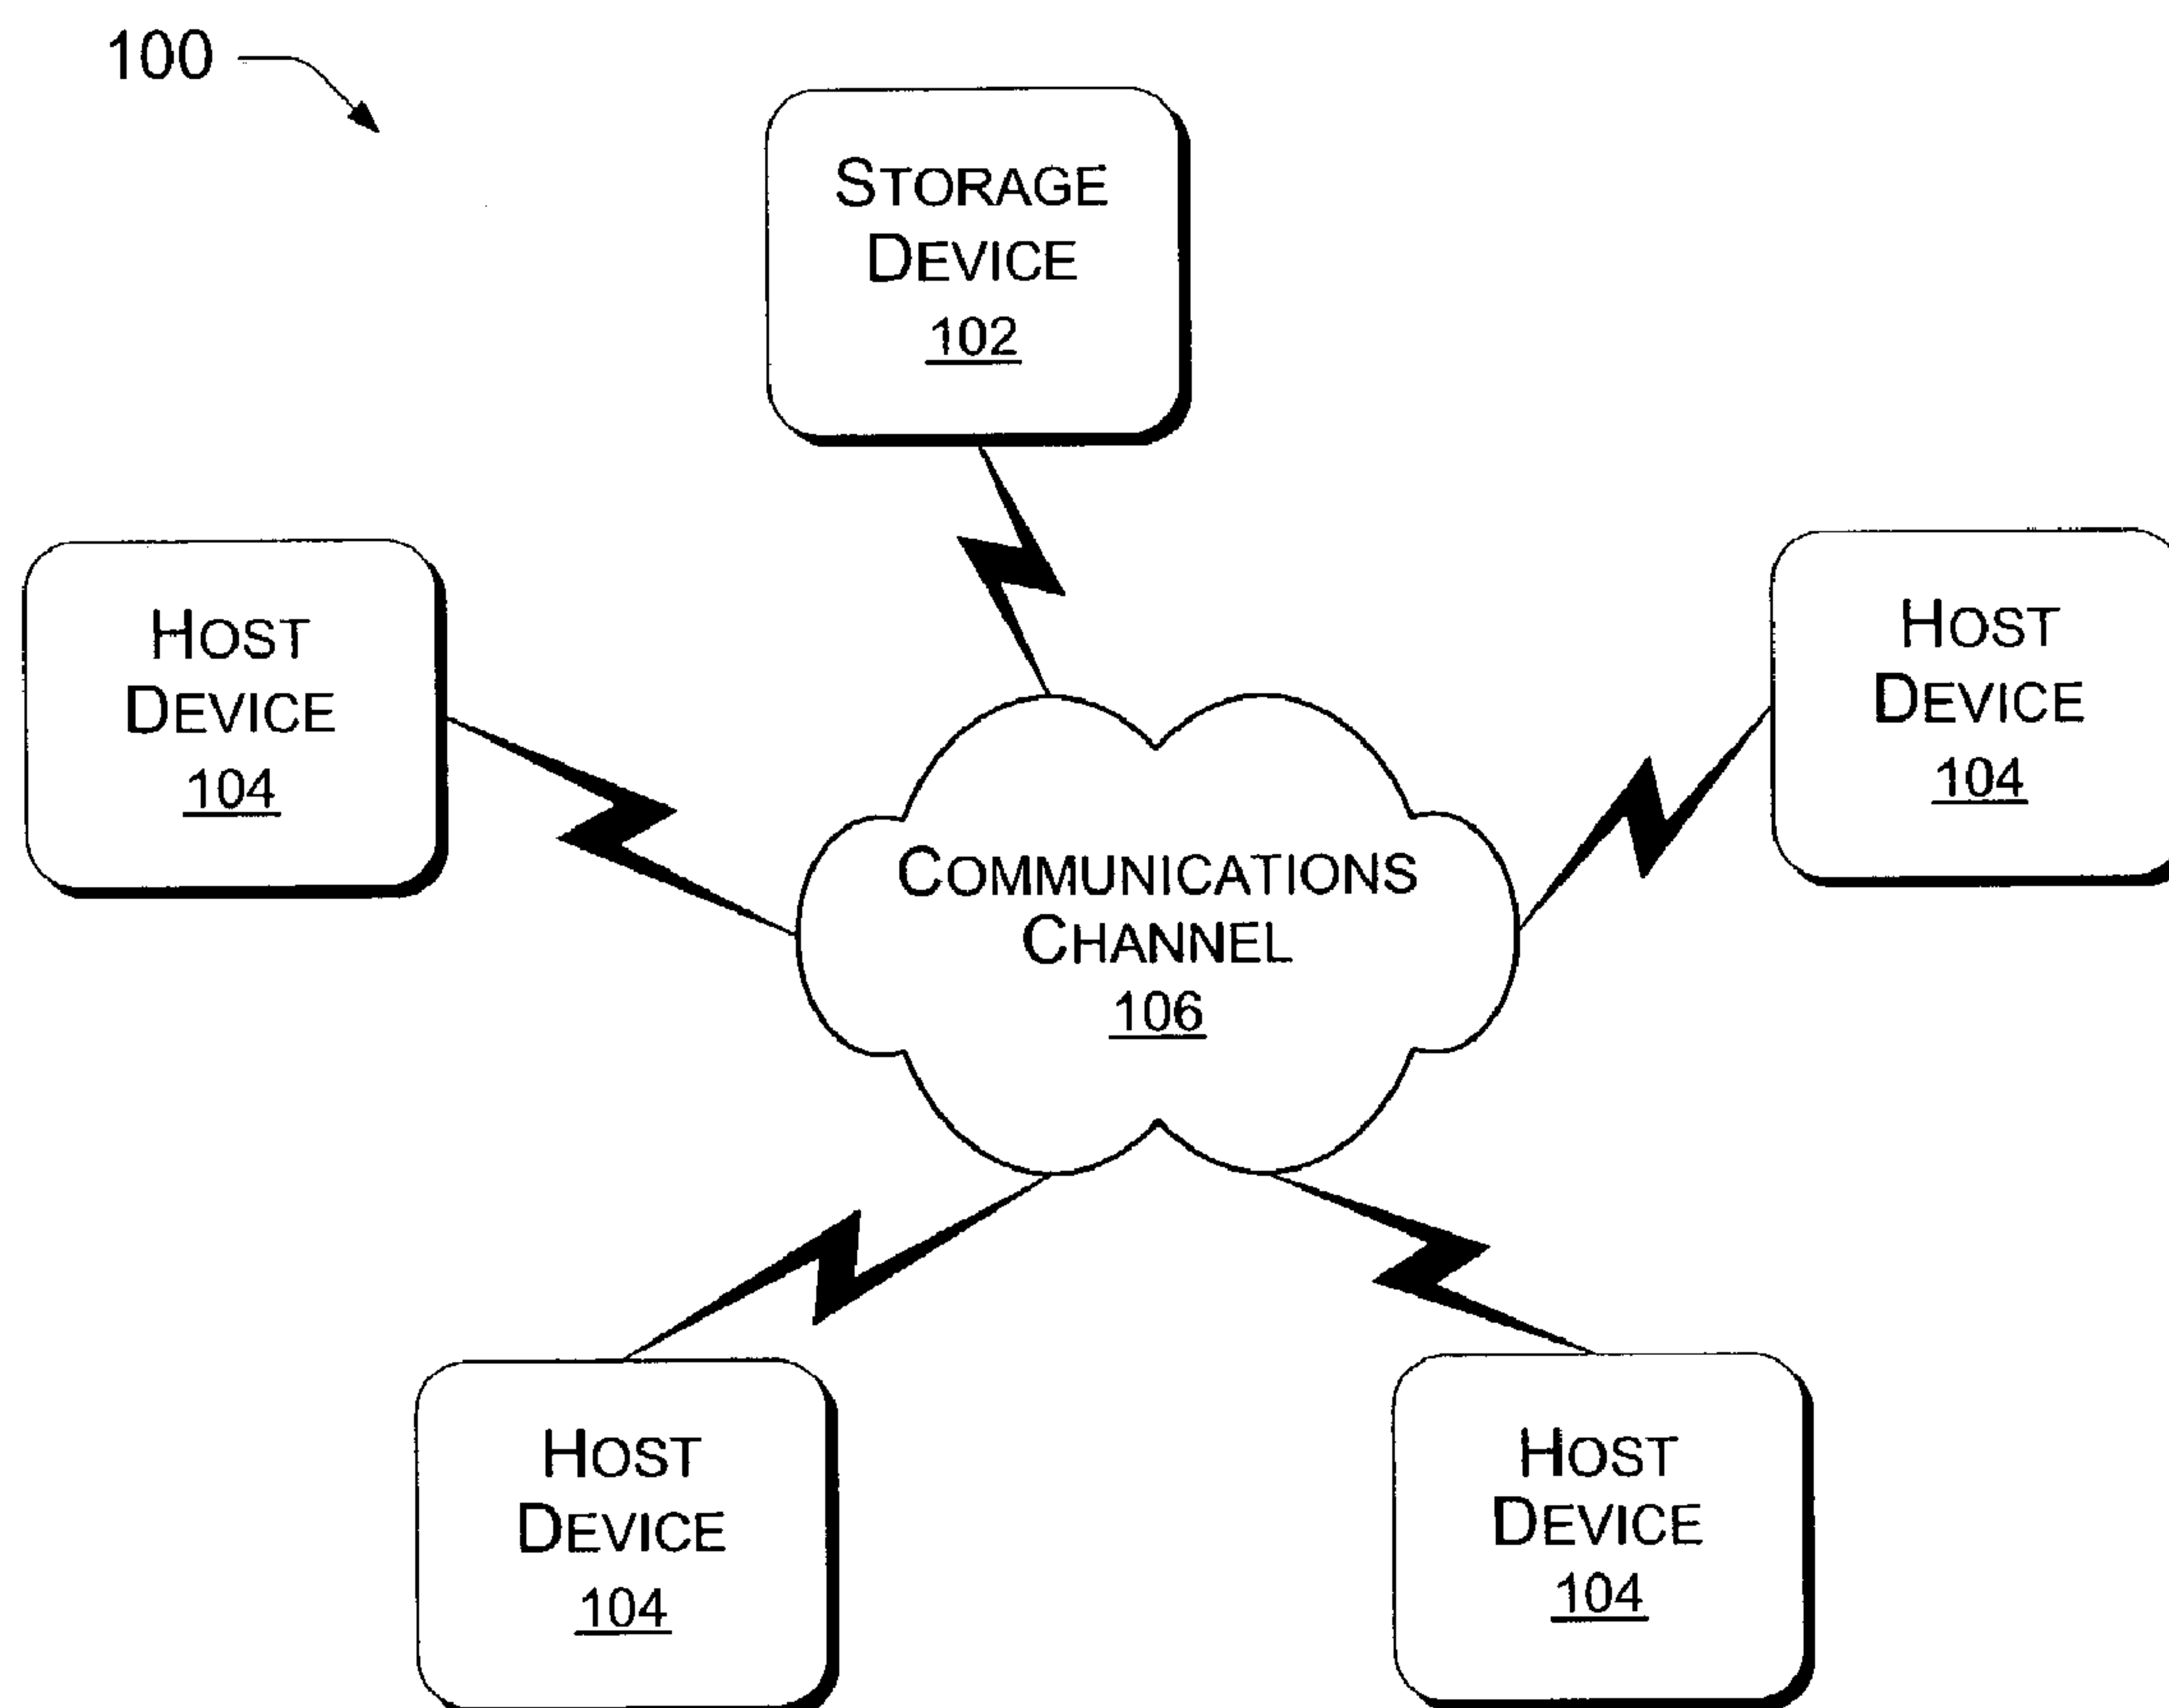 100
STORAGE
DEVICE
102
HOST
DEVICE
104
HOST
DEVICE
104
COMMUNICATIONS
CHANNEL
106
HOST
DEVICE
104
HOST
DEVICE
104